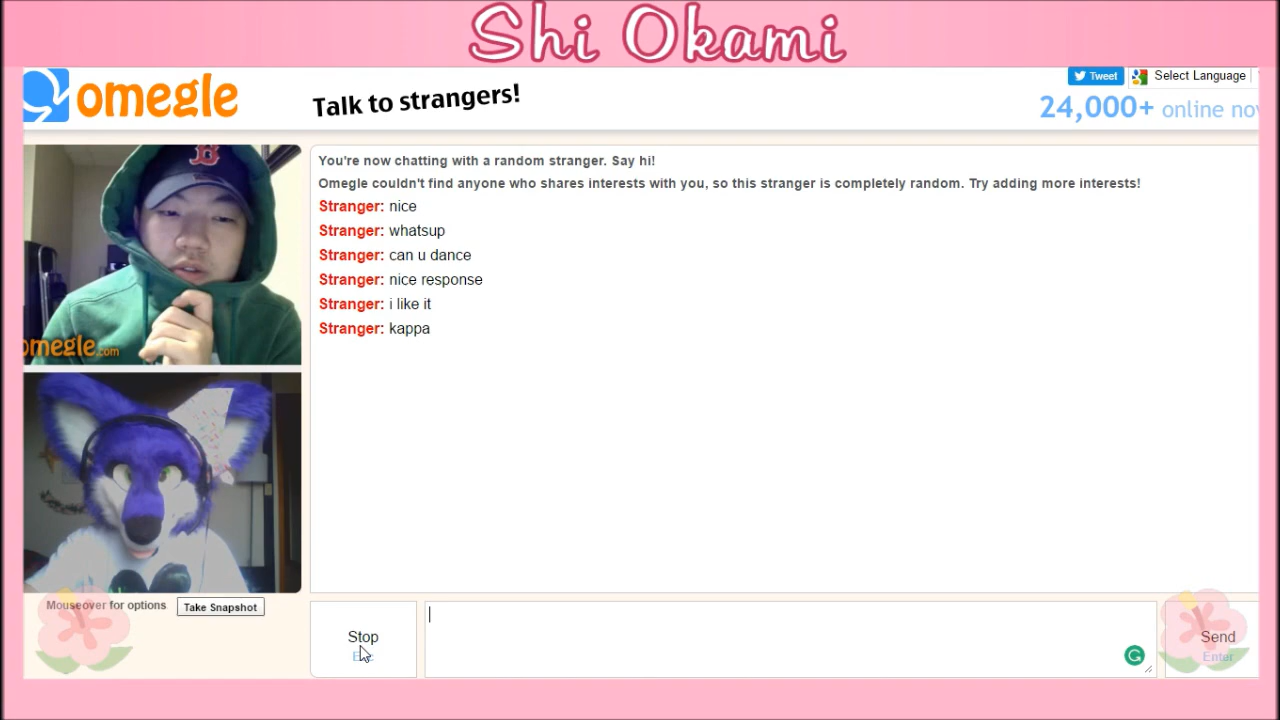 Shi Okami
omegle
Talk to strangers!
Tweet
Select Language
24,000+ online no
You're now chatting with a random stranger. Say hi!
Omegle couldn't find anyone who shares interests with you, so this stranger is completely random. Try adding more interests!
Stranger: nice
Stranger: whatsup
Stranger: can u dance
Stranger: nice response
Stranger: i like it
Stranger: kappa
B
omegle.com
Mouseover for options
Take Snapshot
Stop
Send
Enter